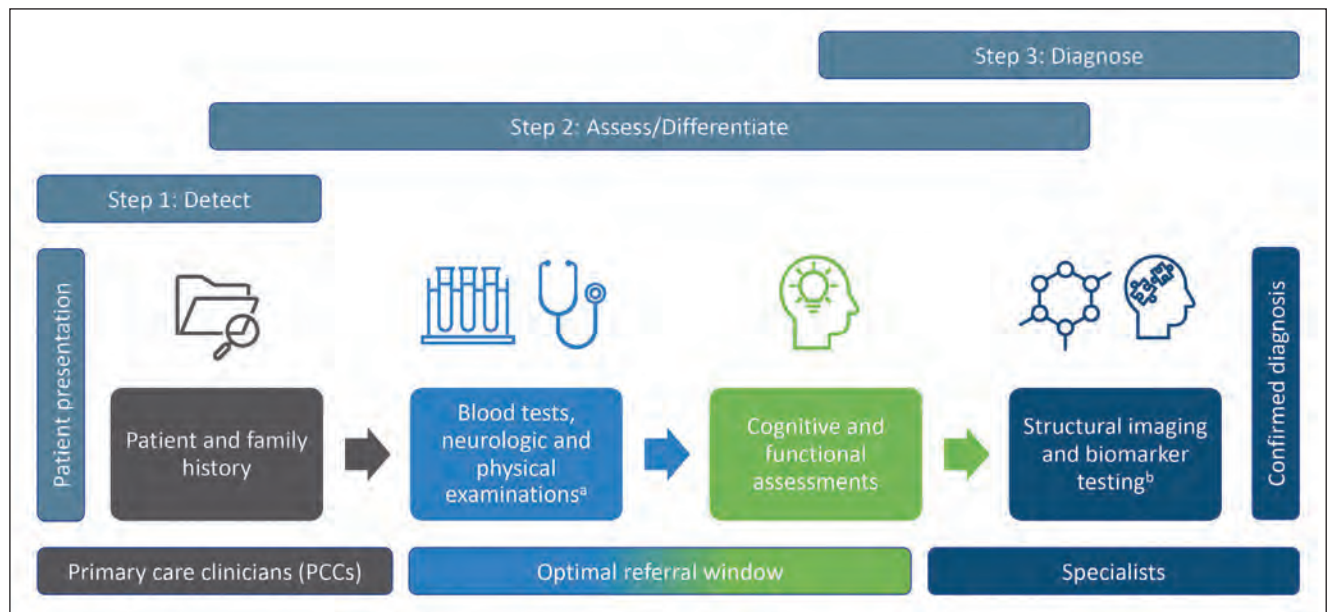 Step 3: Diagnose
Step 2: Assess/Differentiate
Step 1: Detect
Patient presentation
Patient and family
history
Blood tests,
neurologic and
physical
examinationsᵃ
Cognitive and
functional
assessments
Structural imaging
and biomarker
testingᵇ
Confirmed diagnosis
Primary care clinicians (PCCs)
Optimal referral window
Specialists